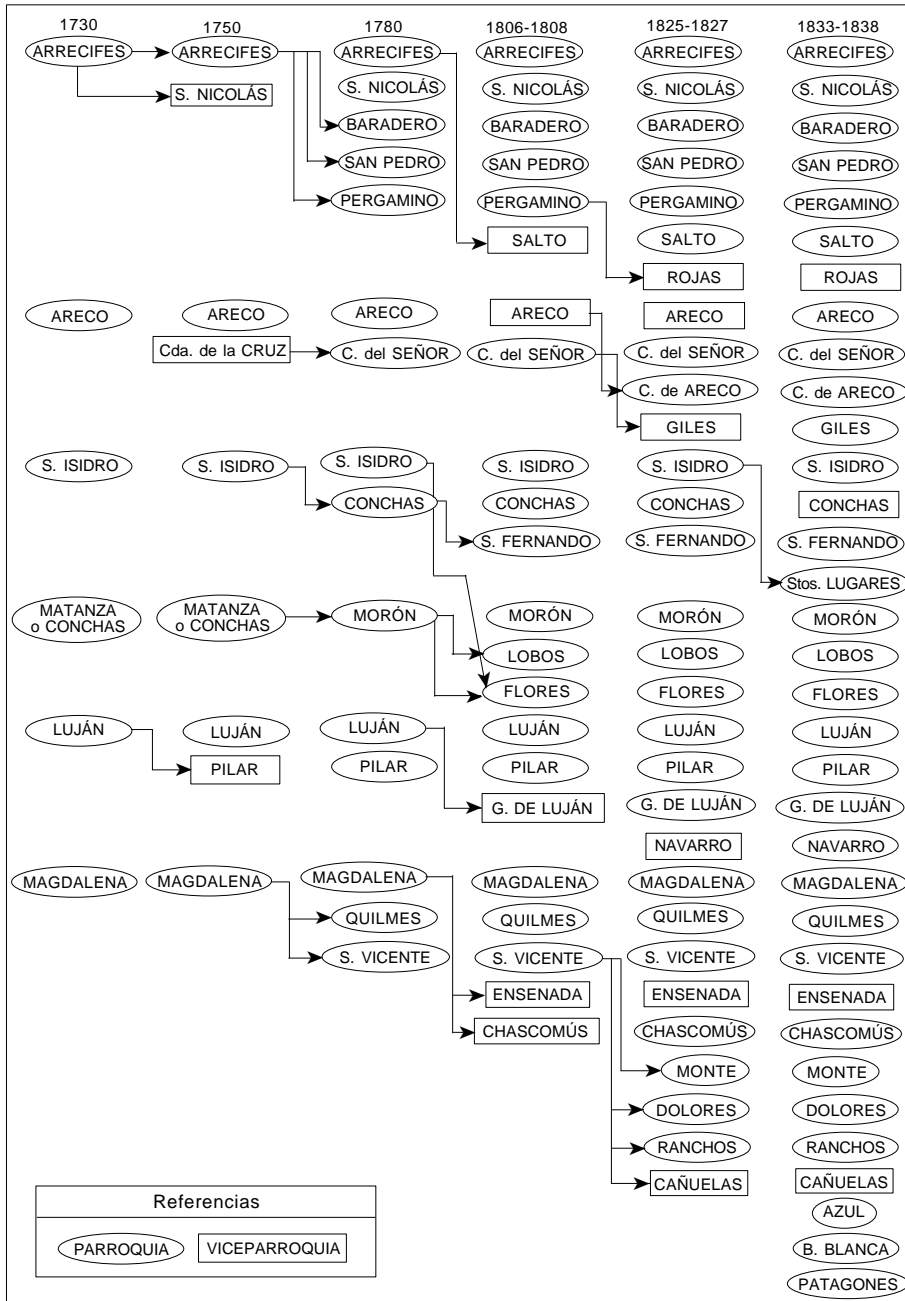 1730 1750 1780 1806-1808 1825-1827 1833-1838
ARRECIFES ARRECIFES ARRECIFES ARRECIFES ARRECIFES ARRECIFES
S. NICOLÁS S. NICOLÁS S. NICOLÁS S. NICOLÁS S. NICOLÁS
BARADERO BARADERO BARADERO BARADERO
SAN PEDRO SAN PEDRO SAN PEDRO SAN PEDRO
PERGAMINO PERGAMINO PERGAMINO PERGAMINO
SALTO SALTO SALTO
ROJAS ROJAS
ARECO ARECO ARECO ARECO ARECO ARECO
Cda. de la CRUZ C. del SEÑOR C. del SEÑOR C. del SEÑOR C. del SEÑOR
C. de ARECO C. de ARECO
GILES GILES
S. ISIDRO S. ISIDRO S. ISIDRO S. ISIDRO S. ISIDRO S. ISIDRO
CONCHAS CONCHAS CONCHAS CONCHAS
S. FERNANDO S. FERNANDO S. FERNANDO
Stos. LUGARES
MATANZA MATANZA
o CONCHAS o CONCHAS MORÓN MORÓN MORÓN MORÓN
LOBOS LOBOS LOBOS
FLORES FLORES FLORES
LUJÁN LUJÁN LUJÁN LUJÁN LUJÁN LUJÁN
PILAR PILAR PILAR PILAR PILAR
G. DE LUJÁN G. DE LUJÁN G. DE LUJÁN
NAVARRO NAVARRO
MAGDALENA MAGDALENA MAGDALENA MAGDALENA MAGDALENA MAGDALENA
QUILMES QUILMES QUILMES QUILMES
S. VICENTE S. VICENTE S. VICENTE S. VICENTE
ENSENADA ENSENADA ENSENADA
CHASCOMÚS CHASCOMÚS CHASCOMÚS
MONTE MONTE
DOLORES DOLORES
RANCHOS RANCHOS
CAÑUELAS CAÑUELAS
AZUL
B. BLANCA
PATAGONES
Referencias
PARROQUIA VICEPARROQUIA